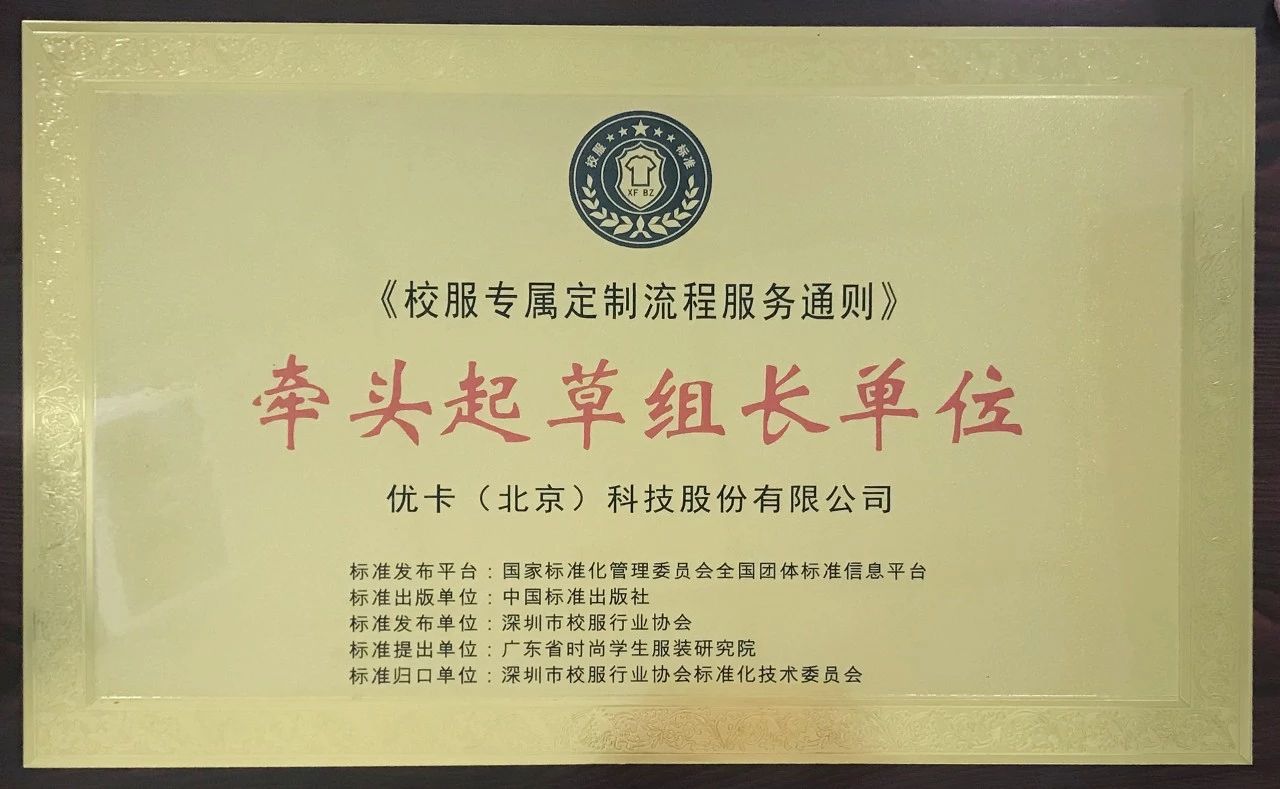 校服 标准
XF BZ
《校服专属定制流程服务通则》
牵头起草组长单位
优卡（北京）科技股份有限公司
标准发布平台：国家标准化管理委员会全国团体标准信息平台
标准出版单位：中国标准出版社
标准发布单位：深圳市校服行业协会
标准提出单位：广东省时尚学生服装研究院
标准归口单位：深圳市校服行业协会标准化技术委员会